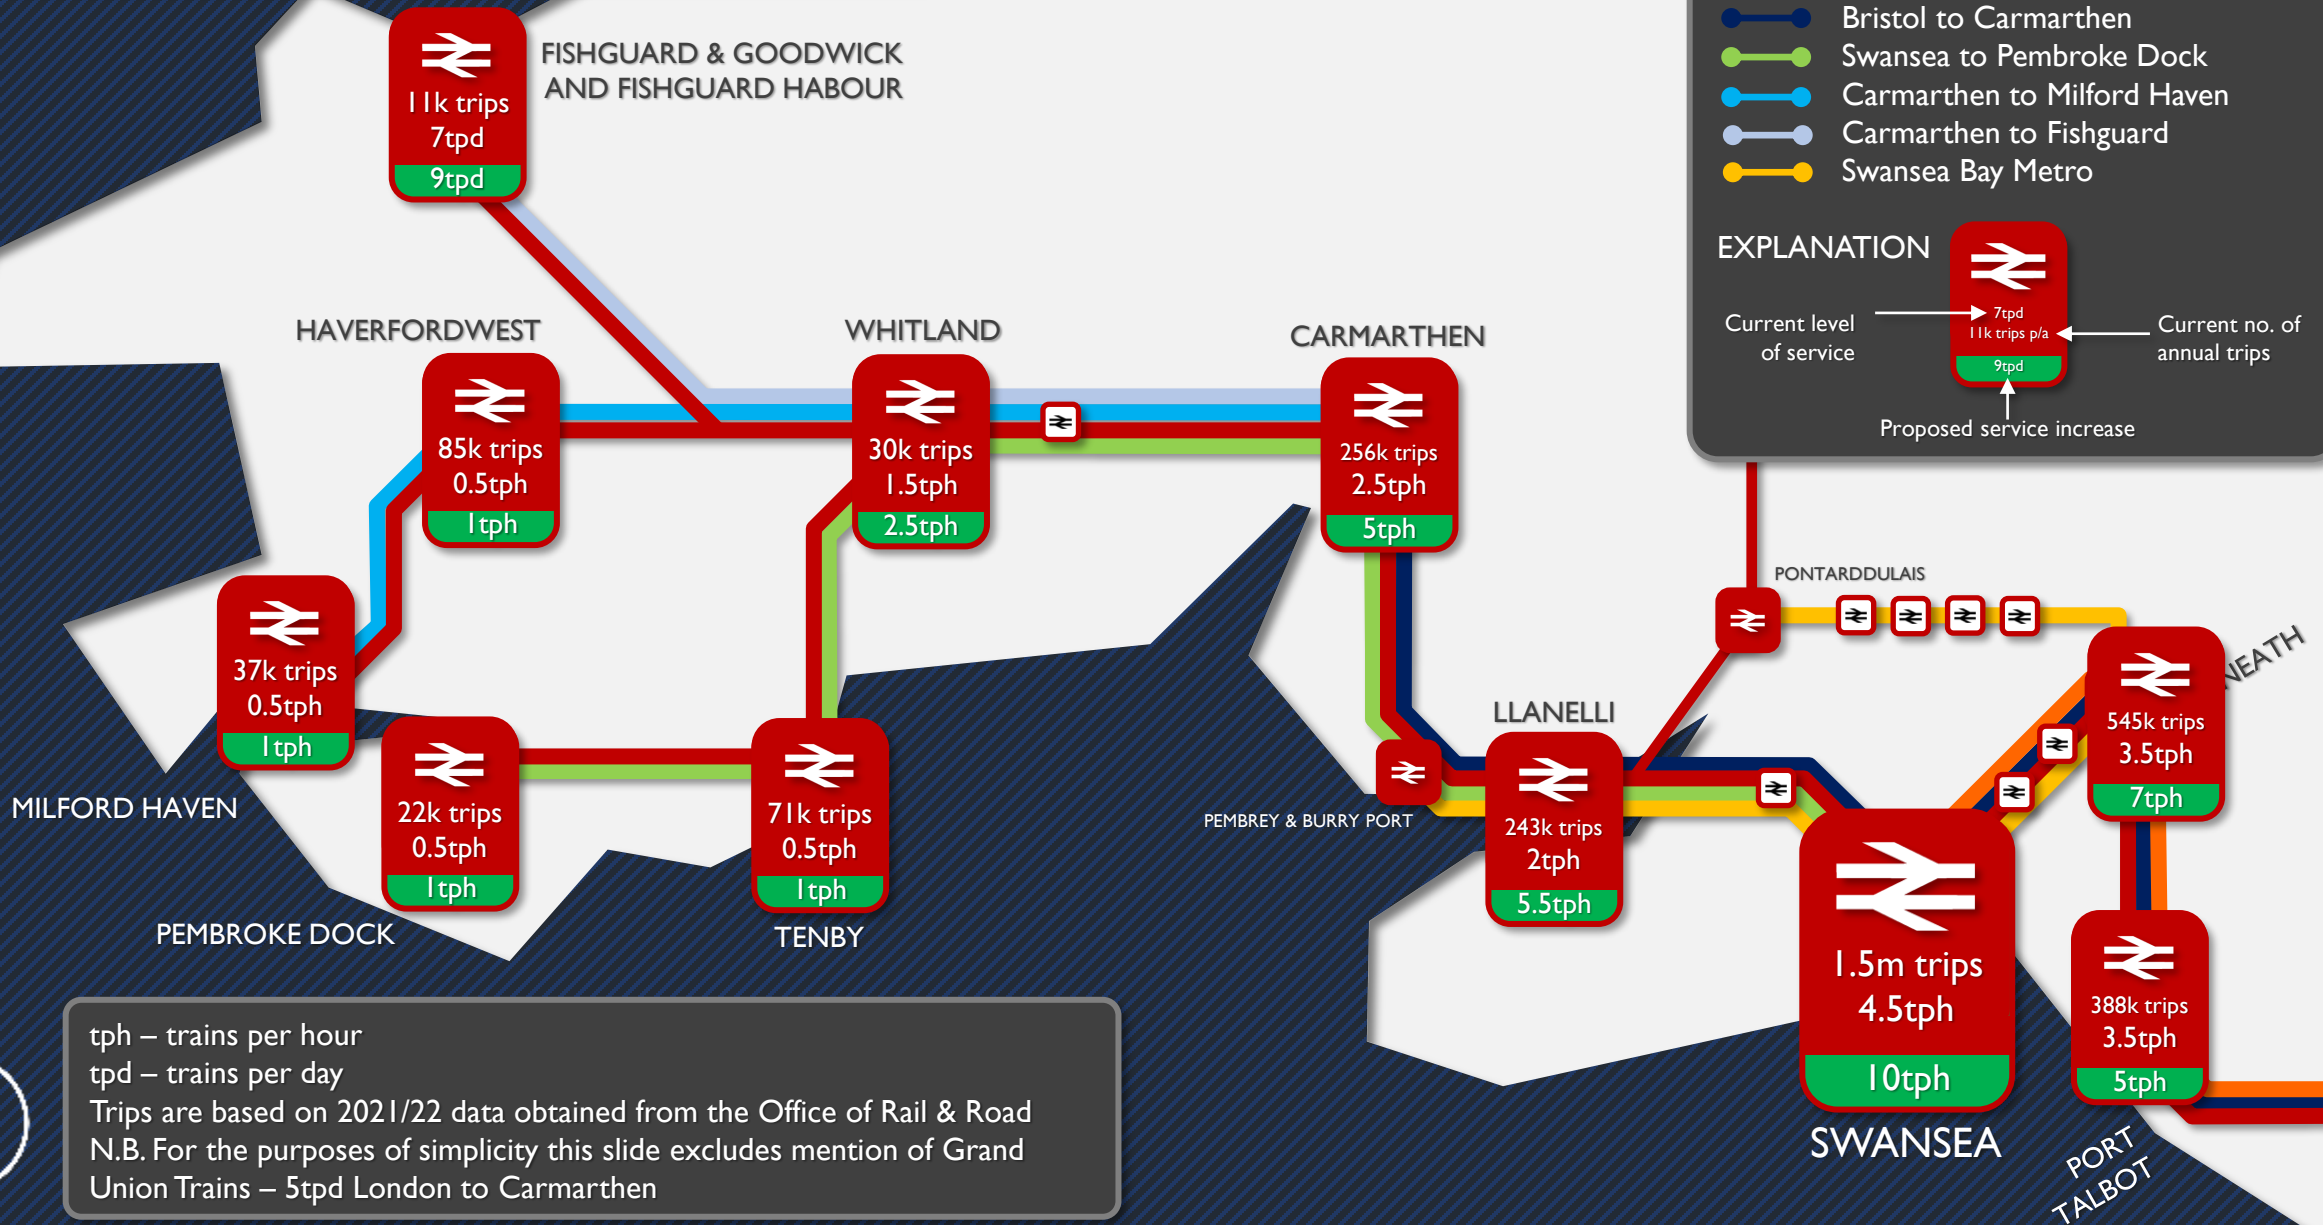 Bristol to Carmarthen
Swansea to Pembroke Dock
Carmarthen to Milford Haven
Carmarthen to Fishguard
Swansea Bay Metro
EXPLANATION
7tpd
11k trips p/a
9tpd
Current level
of service
Current no. of
annual trips
Proposed service increase
FISHGUARD & GOODWICK
AND FISHGUARD HABOUR
11k trips
7tpd
9tpd
HAVERFORDWEST
85k trips
0.5tph
1tph
WHITLAND
30k trips
1.5tph
2.5tph
CARMARTHEN
256k trips
2.5tph
5tph
PONTARDDULAIS
37k trips
0.5tph
1tph
MILFORD HAVEN
22k trips
0.5tph
1tph
PEMBROKE DOCK
71k trips
0.5tph
1tph
TENBY
PEMBREY & BURRY PORT
LLANELLI
243k trips
2tph
5.5tph
NEATH
545k trips
3.5tph
7tph
1.5m trips
4.5tph
10tph
SWANSEA
388k trips
3.5tph
5tph
PORT
TALBOT
tph – trains per hour
tpd – trains per day
Trips are based on 2021/22 data obtained from the Office of Rail & Road
N.B. For the purposes of simplicity this slide excludes mention of Grand
Union Trains – 5tpd London to Carmarthen